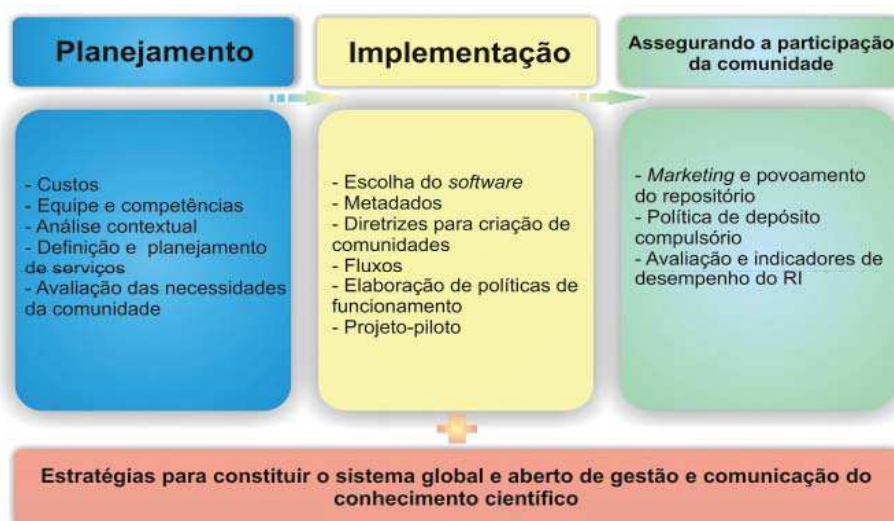 Planejamento
Implementação
Assegurando a participação
da comunidade
- Custos
- Equipe e competências
- Análise contextual
- Definição e planejamento
de serviços
- Avaliação das necessidades
da comunidade
- Escolha do software
- Metadados
- Diretrizes para criação de
comunidades
- Fluxos
- Elaboração de políticas de
funcionamento
- Projeto-piloto
- Marketing e povoamento
do repositório
- Política de depósito
compulsório
- Avaliação e indicadores de
desempenho do RI
Estratégias para constituir o sistema global e aberto de gestão e comunicação do
conhecimento científico